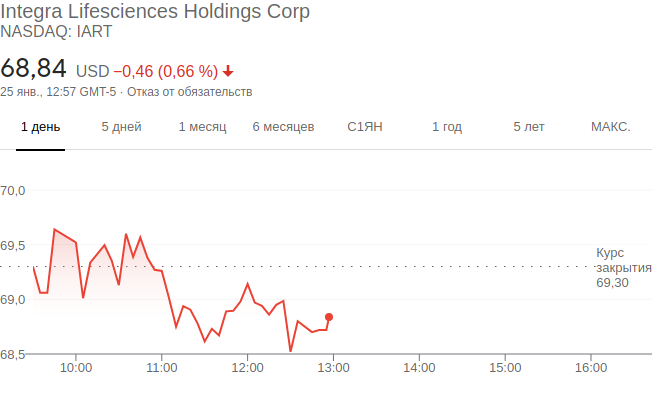 Integra Lifesciences Holdings Corp
NASDAQ: IART
68,84 USD −0,46 (0,66 %)
25 янв., 12:57 GMT-5 · Отказ от обязательств
1 день 5 дней 1 месяц 6 месяцев С1ЯН 1 год 5 лет МАКС.
70,0
69,5
Курс
закрытия
69,30
69,0
68,5
10:00 11:00 12:00 13:00 14:00 15:00 16:00